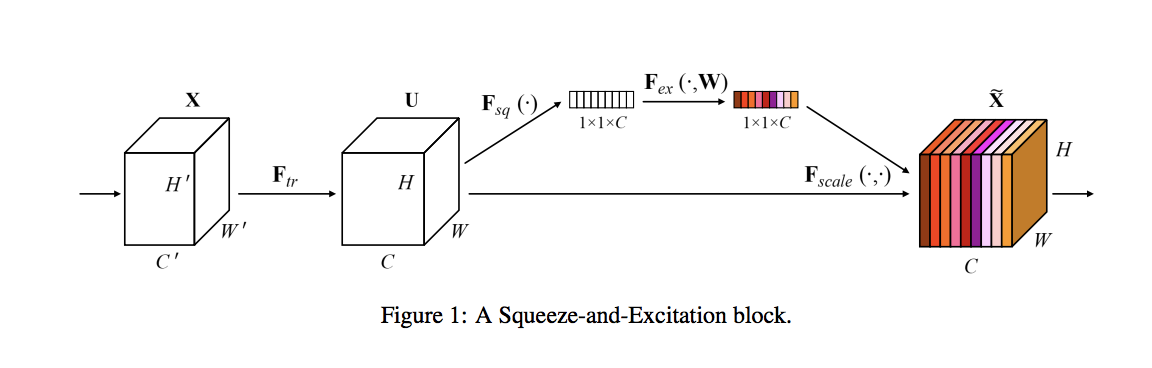 X
H'
W'
C'
F_tr
U
H
W
C
F_sq (·)
1×1×C
F_ex (·,W)
1×1×C
F_scale (·,·)
X̃
H
W
C
Figure 1: A Squeeze-and-Excitation block.